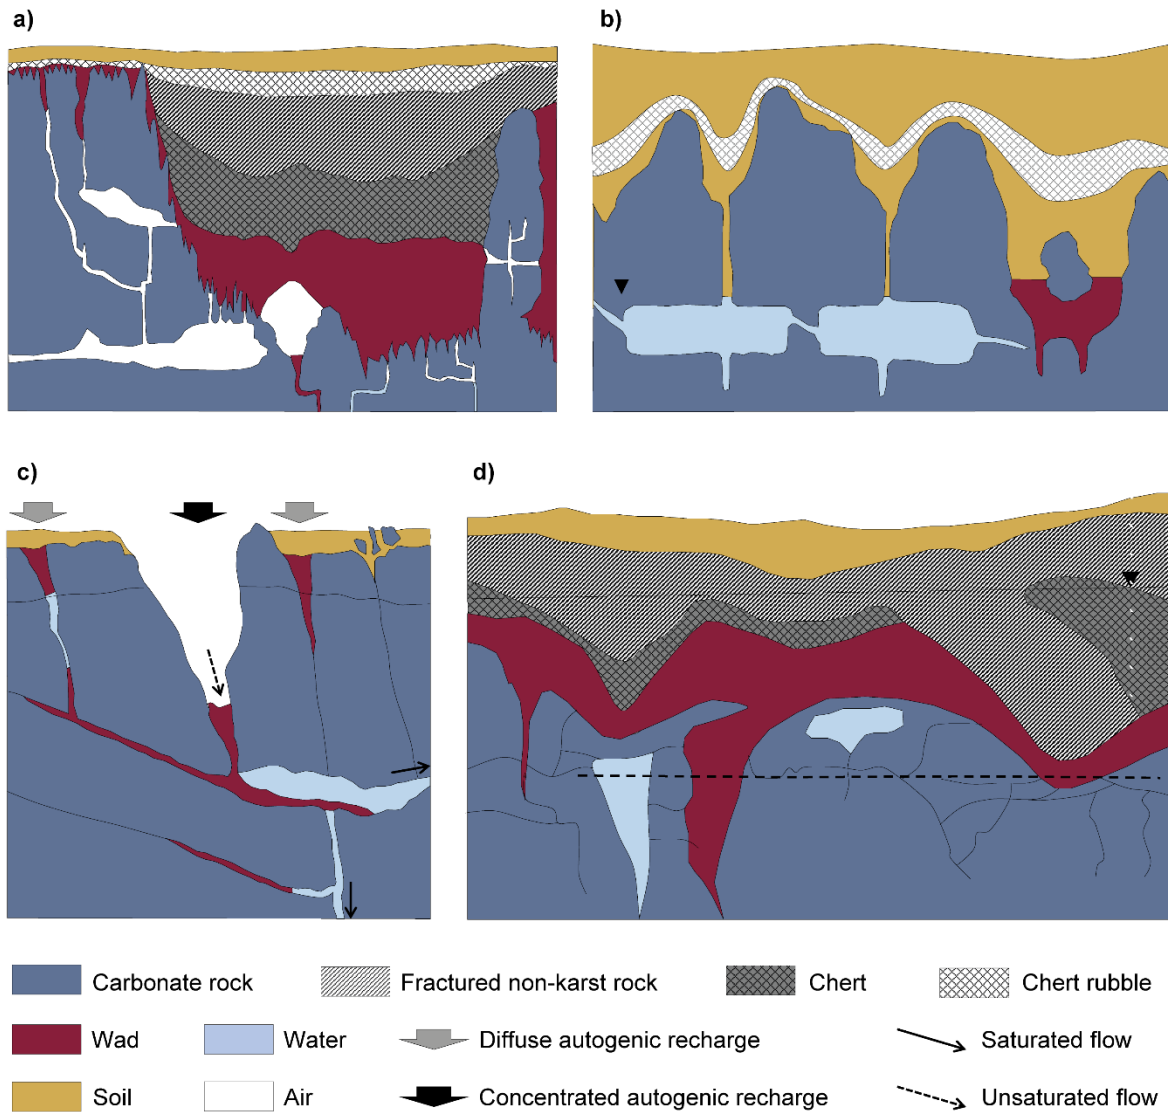 a)
b)
c)
d)
Carbonate rock
Fractured non-karst rock
Chert
Chert rubble
Wad
Water
Diffuse autogenic recharge
Saturated flow
Soil
Air
Concentrated autogenic recharge
Unsaturated flow